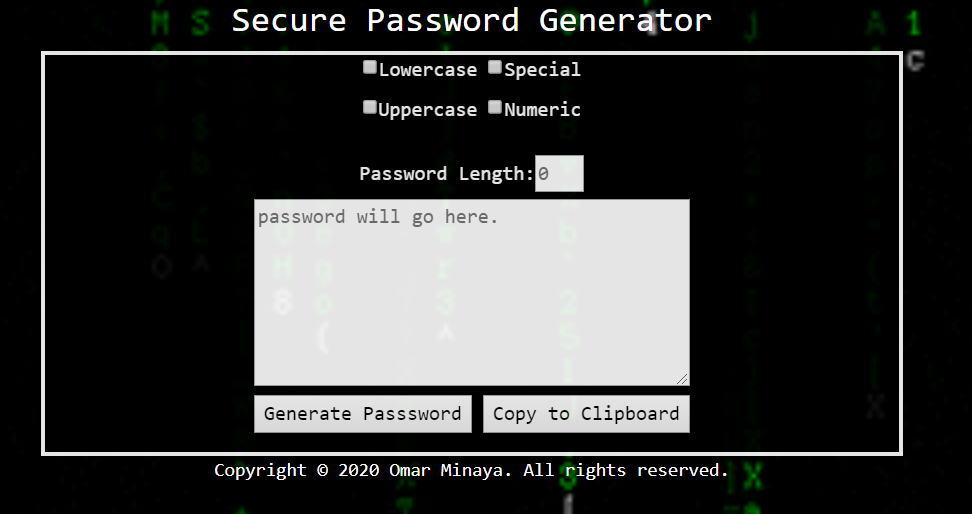 Secure Password Generator
Lowercase Special
Uppercase Numeric
Password Length: 0
password will go here.
Generate Passsword Copy to Clipboard
Copyright © 2020 Omar Minaya. All rights reserved.